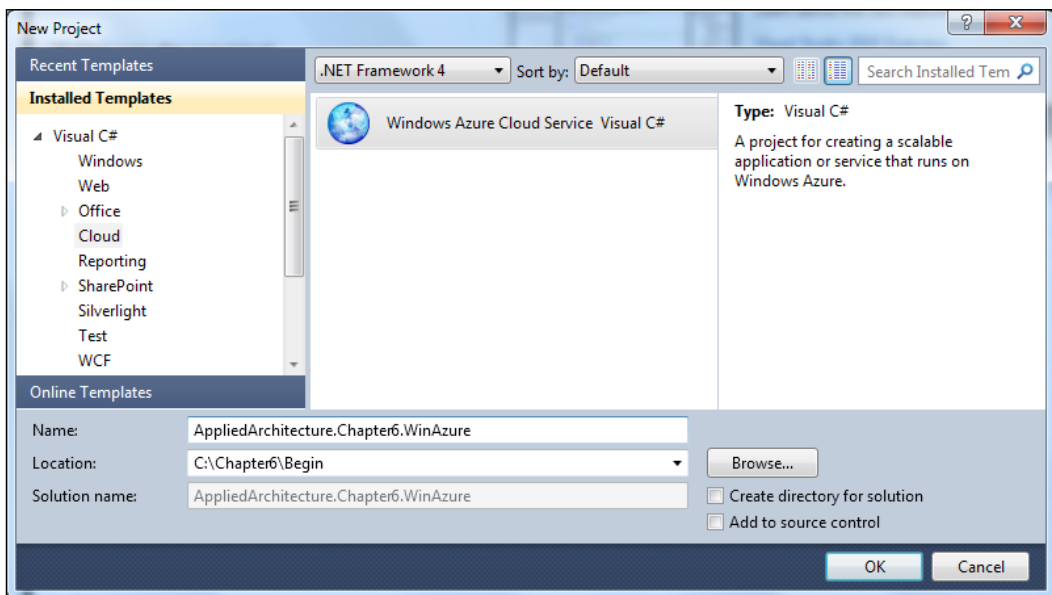 New Project
?
X
Recent Templates
Installed Templates
Visual C#
Windows
Web
Office
Cloud
Reporting
SharePoint
Silverlight
Test
WCF
Online Templates
.NET Framework 4
Sort by: Default
Search Installed Tem
Windows Azure Cloud Service Visual C#
Type: Visual C#
A project for creating a scalable
application or service that runs on
Windows Azure.
Name: AppliedArchitecture.Chapter6.WinAzure
Location: C:\Chapter6\Begin
Browse...
Solution name: AppliedArchitecture.Chapter6.WinAzure
Create directory for solution
Add to source control
OK Cancel